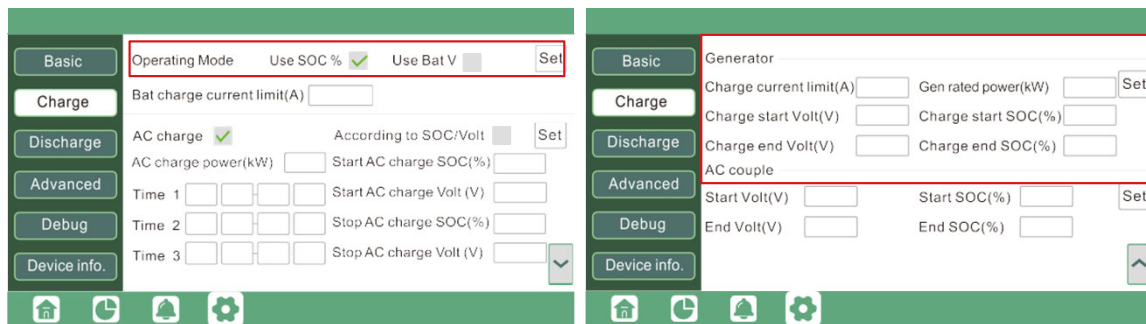 Basic
Charge
Discharge
Advanced
Debug
Device info.
Operating Mode Use SOC % Use Bat V Set
Bat charge current limit(A)
AC charge According to SOC/Volt Set
AC charge power(kW) Start AC charge SOC(%)
Time 1 Start AC charge Volt (V)
Time 2 Stop AC charge SOC(%)
Time 3 Stop AC charge Volt (V)
Basic
Charge
Discharge
Advanced
Debug
Device info.
Generator
Charge current limit(A) Gen rated power(kW) Set
Charge start Volt(V) Charge start SOC(%)
Charge end Volt(V) Charge end SOC(%)
AC couple
Start Volt(V) Start SOC(%) Set
End Volt(V) End SOC(%)